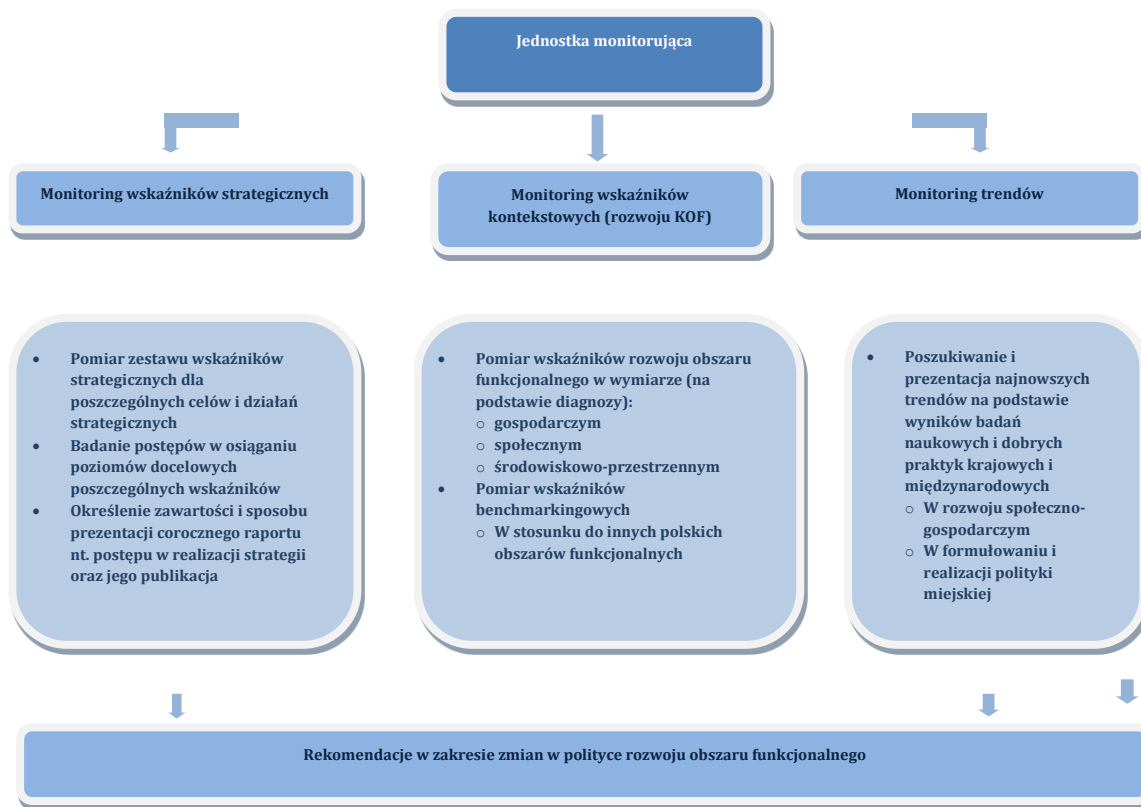 Jednostka monitorująca
Monitoring wskaźników strategicznych
Monitoring wskaźników
kontekstowych (rozwoju KOF)
Monitoring trendów
• Pomiar zestawu wskaźników
strategicznych dla
poszczególnych celów i działań
strategicznych
• Badanie postępów w osiąganiu
poziomów docelowych
poszczególnych wskaźników
• Określenie zawartości i sposobu
prezentacji corocznego raportu
nt. postępu w realizacji strategii
oraz jego publikacja
• Pomiar wskaźników rozwoju obszaru
funkcjonalnego w wymiarze (na
podstawie diagnozy):
o gospodarczym
o społecznym
o środowiskowo-przestrzennym
• Pomiar wskaźników
benchmarkingowych
o W stosunku do innych polskich
obszarów funkcjonalnych
• Poszukiwanie i
prezentacja najnowszych
trendów na podstawie
wyników badań
naukowych i dobrych
praktyk krajowych i
międzynarodowych
o W rozwoju społeczno-
gospodarczym
o W formułowaniu i
realizacji polityki
miejskiej
Rekomendacje w zakresie zmian w polityce rozwoju obszaru funkcjonalnego